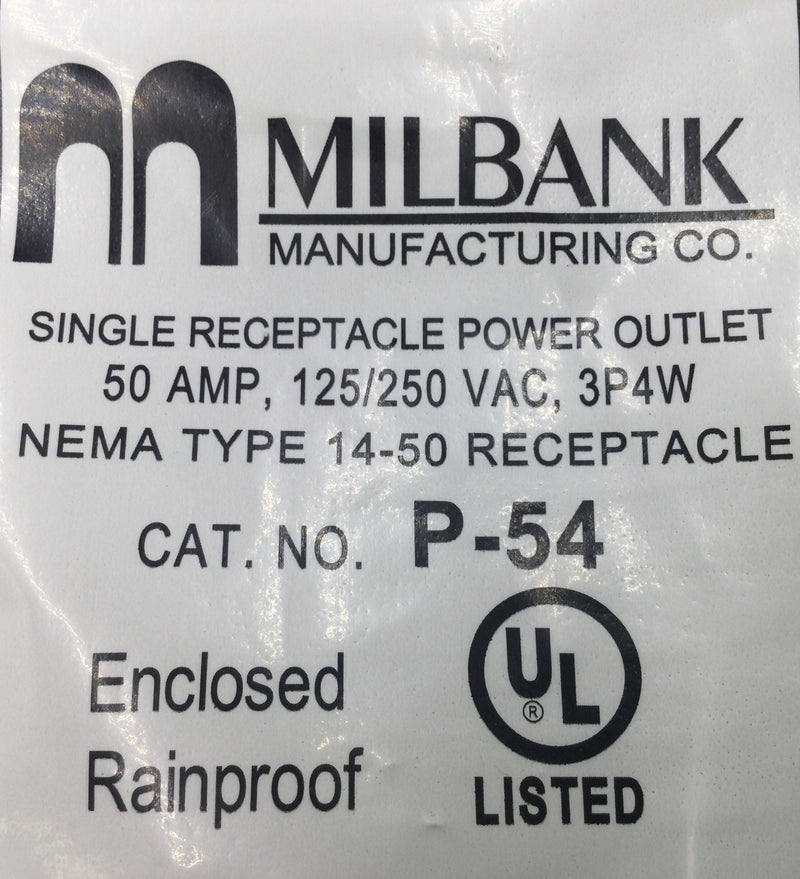 MILBANK
MANUFACTURING CO.
SINGLE RECEPTACLE POWER OUTLET
50 AMP, 125/250 VAC, 3P4W
NEMA TYPE 14-50 RECEPTACLE
CAT. NO. P-54
Enclosed
Rainproof
UL
®
LISTED